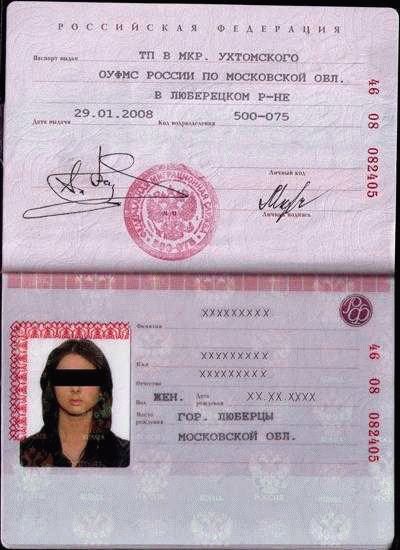 РОССИЙСКАЯ ФЕДЕРАЦИЯ
Паспорт выдан ТП В МКР. УХТОМСКОГО
ОУФМС РОССИИ ПО МОСКОВСКОЙ ОБЛ.
В ЛЮБЕРЕЦКОМ Р-НЕ
Дата выдачи 29.01.2008 Код подразделения 500-075
Личный код
Личная подпись
46 08 082405
XXXXXXXXX
Фамилия
XXXXXXXXX
Имя
XXXXXXXXX
Отчество
Пол ЖЕН. Дата рождения XX.XX.XXXX
Место рождения ГОР. ЛЮБЕРЦЫ
МОСКОВСКОЙ ОБЛ.
46 08 082405